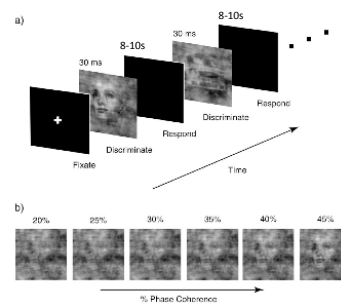 a)
8-10s
30 ms
8-10s
30 ms
Respond
Discriminate
Respond
Discriminate
Fixate
Time
b)
20% 25% 30% 35% 40% 45%
% Phase Coherence